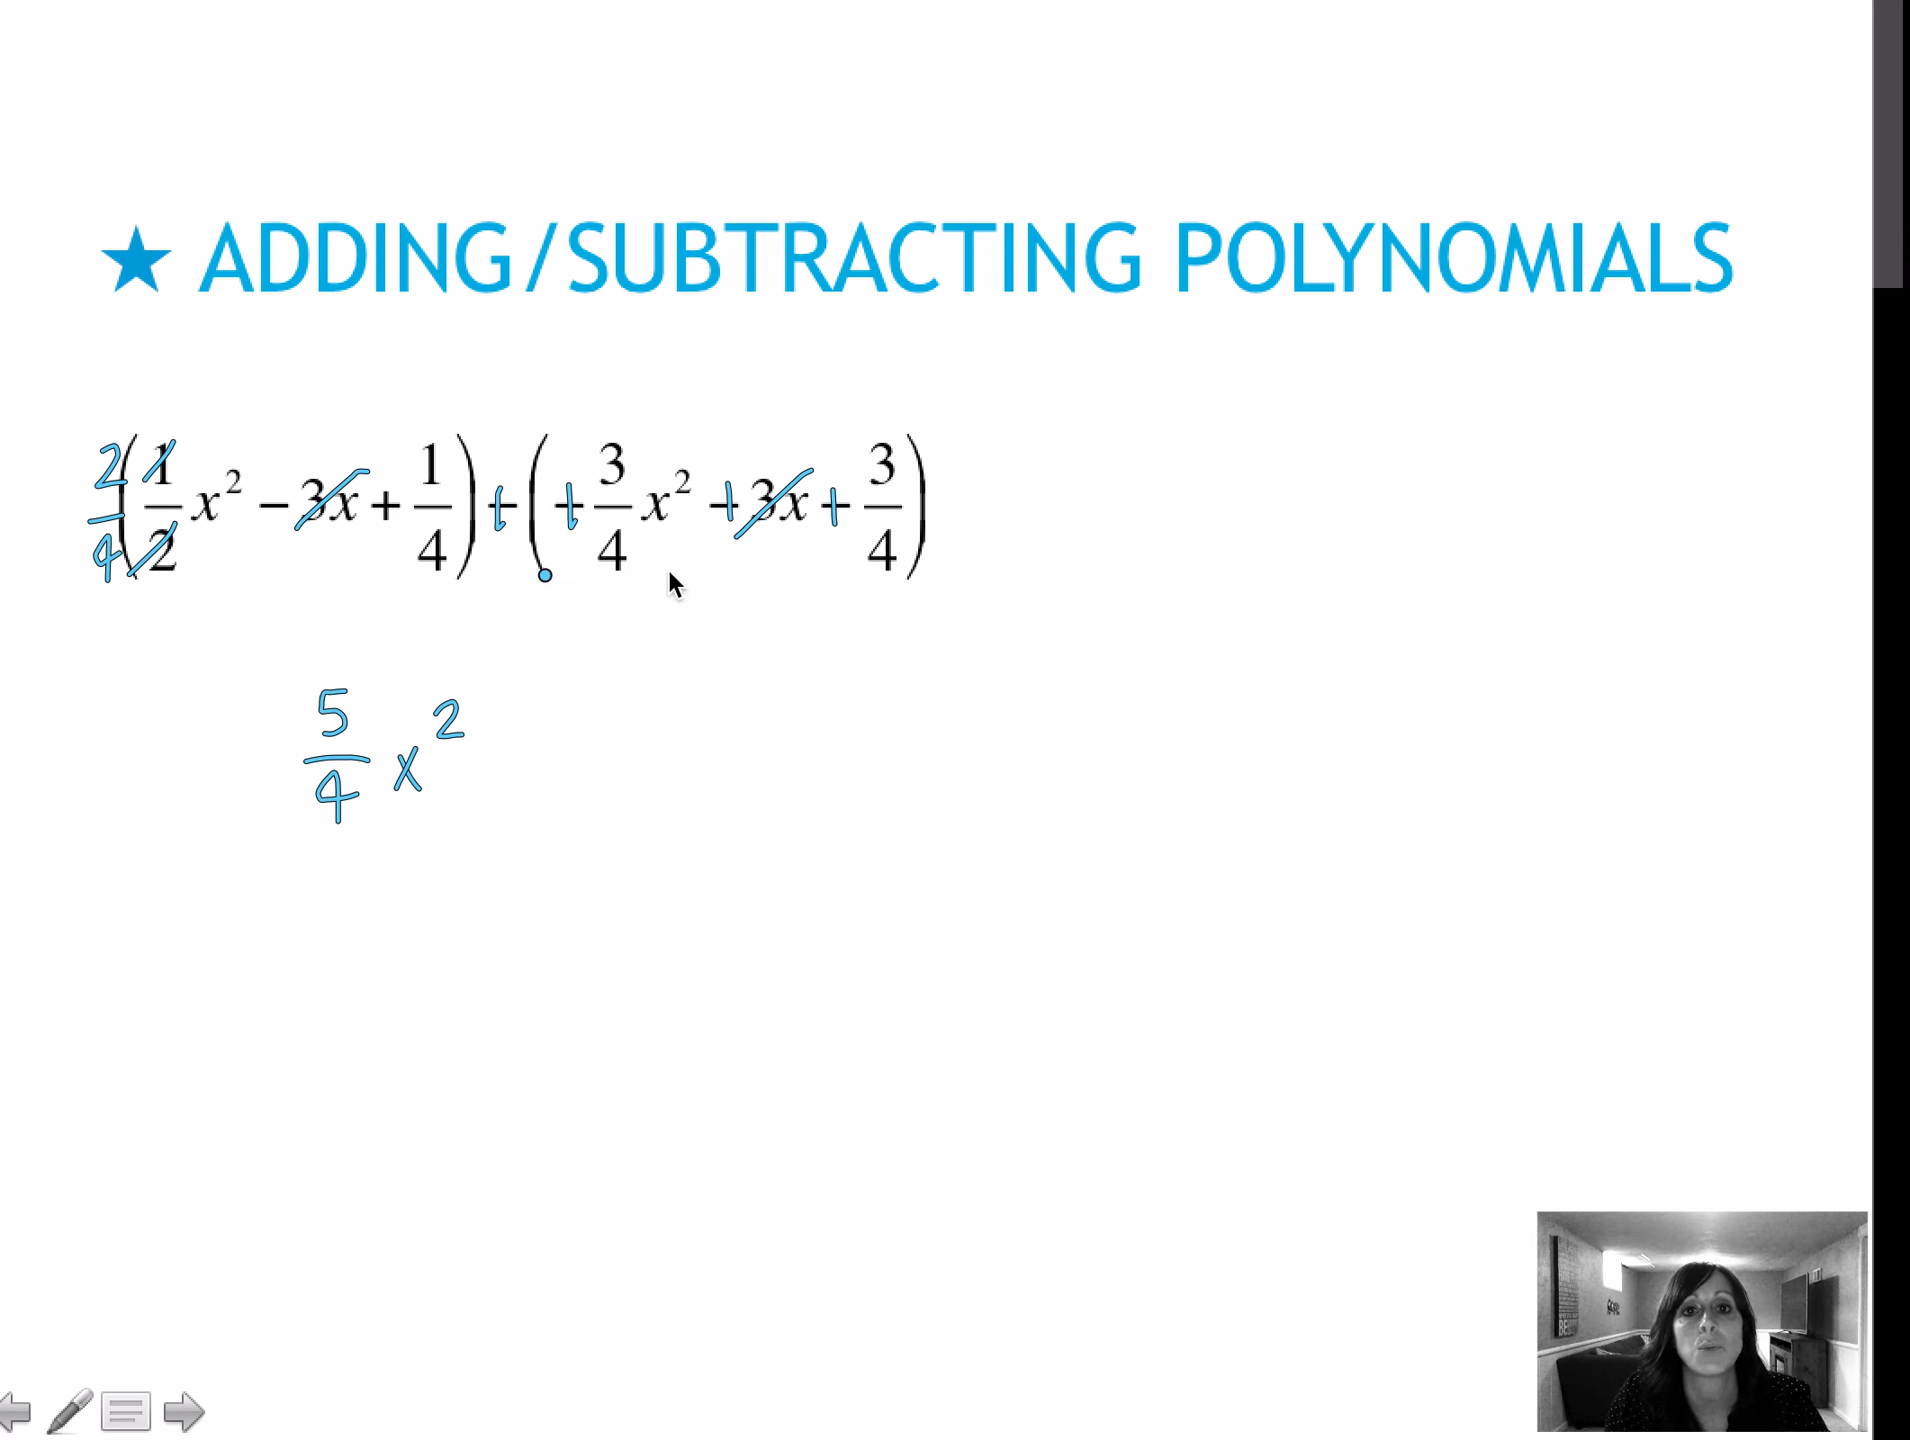 ★ ADDING/SUBTRACTING POLYNOMIALS
2/4 (1/2 x² − 3x + 1/4) + (+ 3/4 x² + 3x + 3/4)
5/4 x²